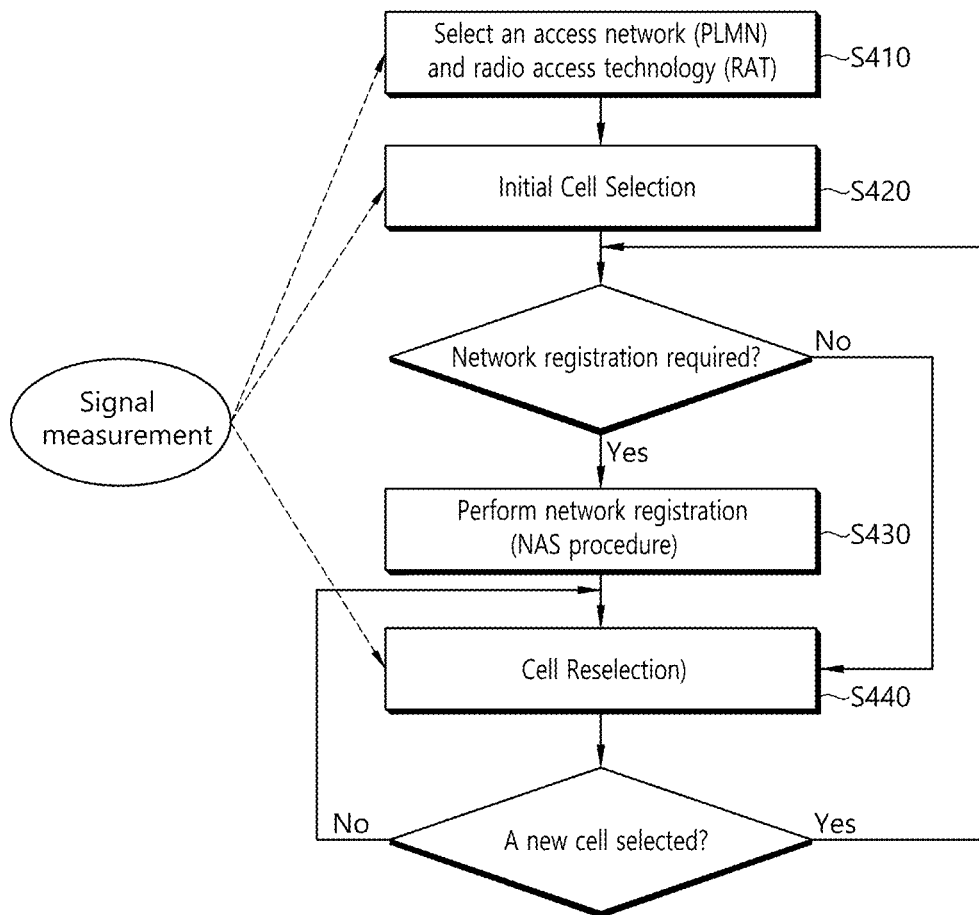 Select an access network (PLMN)
and radio access technology (RAT)
S410
Initial Cell Selection
S420
Network registration required?
No
Yes
Signal
measurement
Perform network registration
(NAS procedure)
S430
Cell Reselection)
S440
A new cell selected?
No
Yes